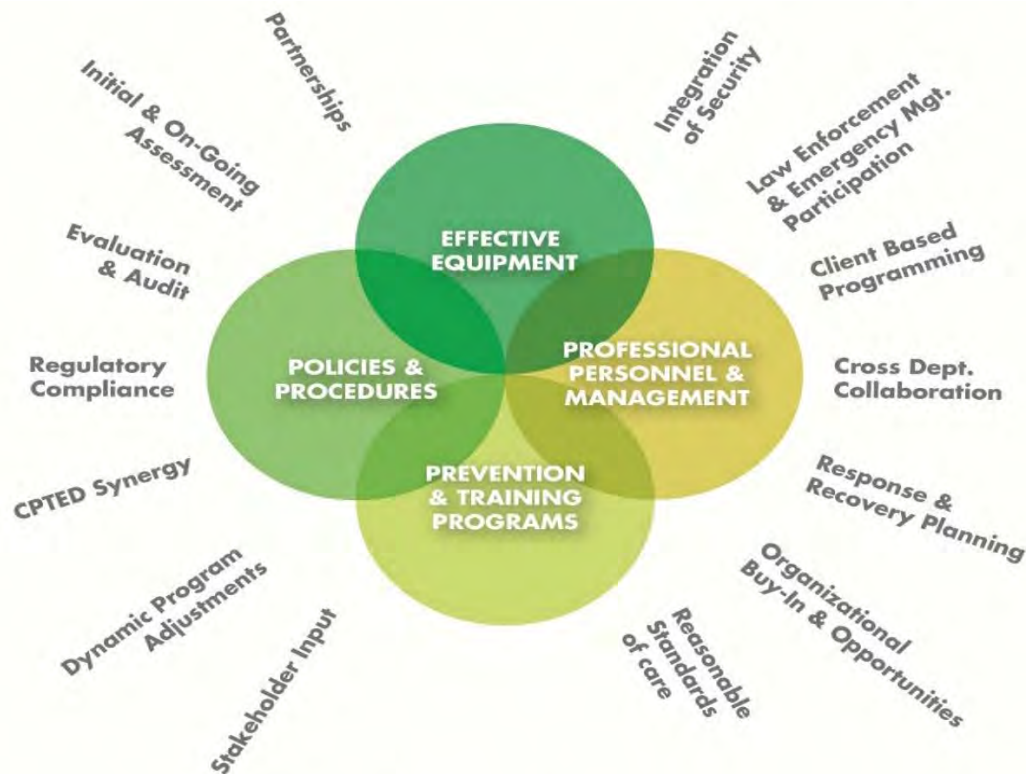 Partnerships
Initial & On-Going
Assessment
Evaluation
& Audit
Regulatory
Compliance
CPTED Synergy
Dynamic Program
Adjustments
Stakeholder Input
EFFECTIVE
EQUIPMENT
POLICIES &
PROCEDURES
PROFESSIONAL
PERSONNEL &
MANAGEMENT
PREVENTION
& TRAINING
PROGRAMS
Integration
of Security
Law Enforcement
& Emergency Mgt.
Participation
Client Based
Programming
Cross Dept.
Collaboration
Response &
Recovery Planning
Organizational
Buy-In & Opportunities
Reasonable
Standards
of care